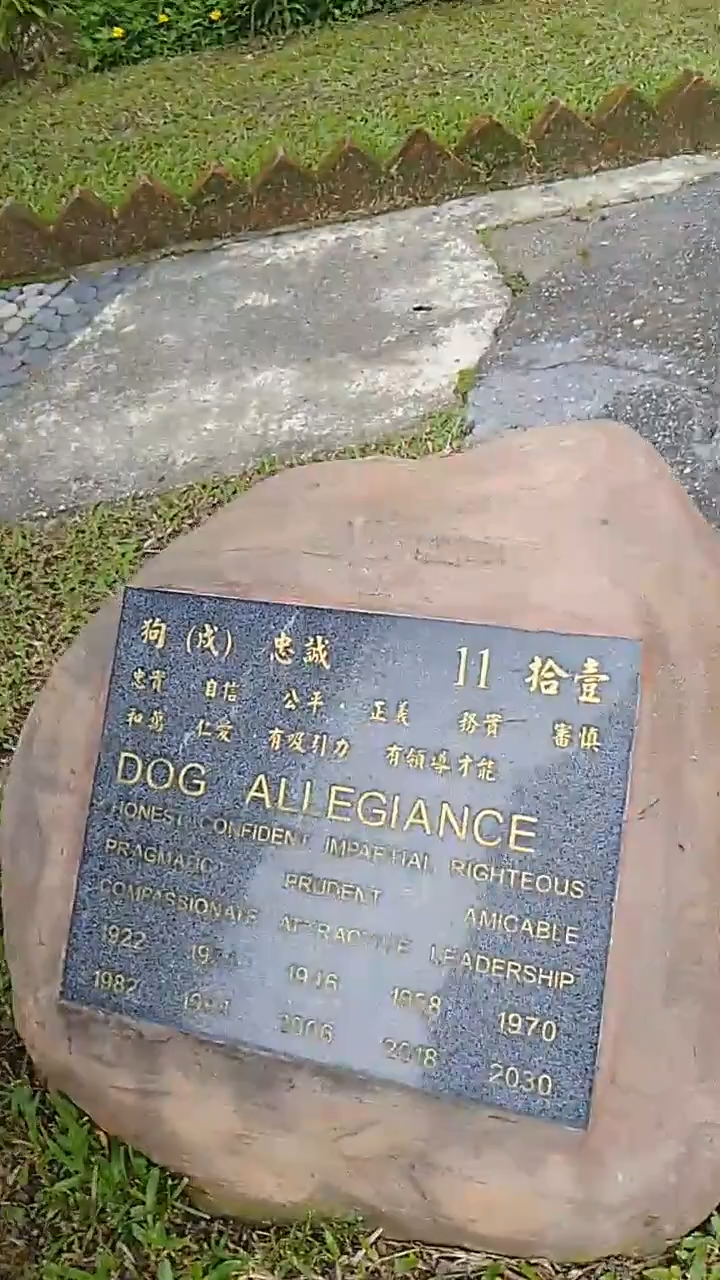 狗 (戌) 忠誠 11 拾壹
忠實 自信 公平 · 正義 務實 審慎
和藹 仁愛 有吸引力 有領導才能
DOG ALLEGIANCE
HONEST CONFIDENT IMPARTIAL RIGHTEOUS
PRAGMATIC PRUDENT AMICABLE
COMPASSIONATE ATTRACTIVE LEADERSHIP
1922 1934 1946 1958 1970
1982 1994 2006 2018 2030